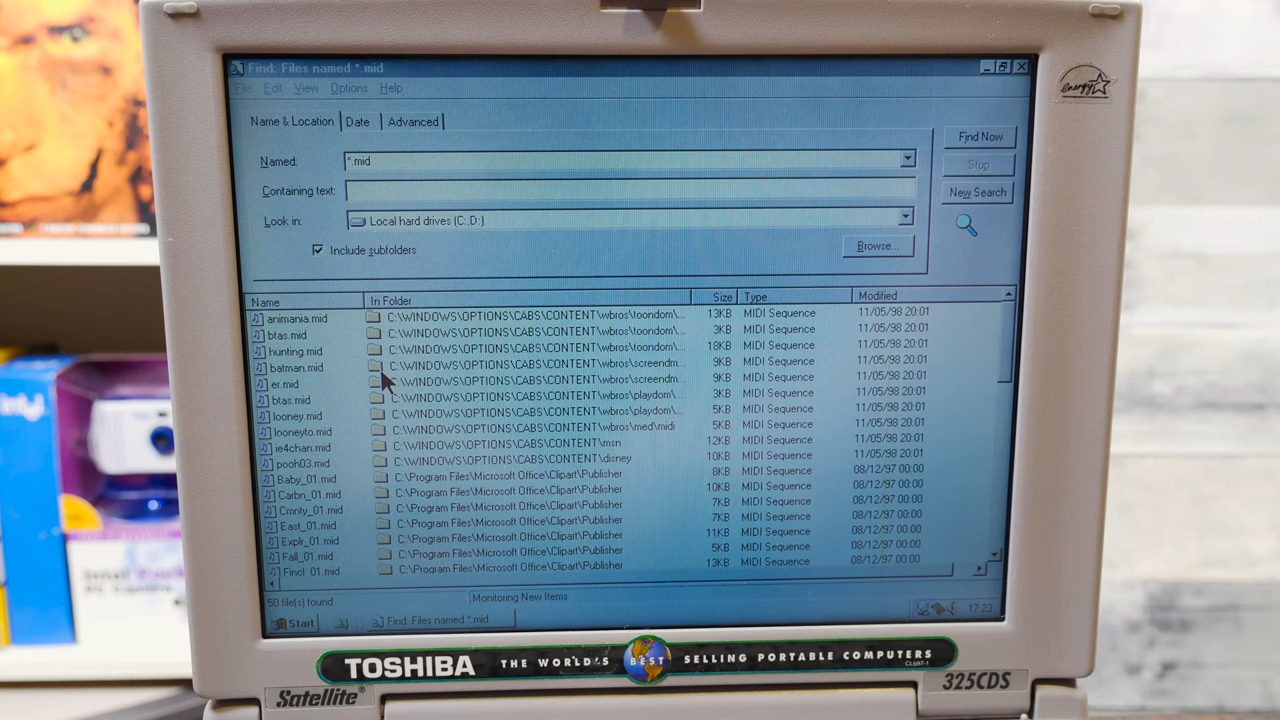 Find: Files named *.mid
File Edit View Options Help
energy
Name & Location Date Advanced
Find Now
Named: *.mid
Stop
Containing text:
New Search
Look in: Local hard drives (C:,D:)
Include subfolders
Browse...
Name In Folder Size Type Modified
animania.mid C:\WINDOWS\OPTIONS\CABS\CONTENT\wbros\toondom\... 13KB MIDI Sequence 11/05/98 20:01
btas.mid C:\WINDOWS\OPTIONS\CABS\CONTENT\wbros\toondom\... 3KB MIDI Sequence 11/05/98 20:01
hunting.mid C:\WINDOWS\OPTIONS\CABS\CONTENT\wbros\toondom\... 18KB MIDI Sequence 11/05/98 20:01
batman.mid C:\WINDOWS\OPTIONS\CABS\CONTENT\wbros\screendm... 9KB MIDI Sequence 11/05/98 20:01
er.mid C:\WINDOWS\OPTIONS\CABS\CONTENT\wbros\screendm... 9KB MIDI Sequence 11/05/98 20:01
btas.mid C:\WINDOWS\OPTIONS\CABS\CONTENT\wbros\playdom\... 3KB MIDI Sequence 11/05/98 20:01
looney.mid C:\WINDOWS\OPTIONS\CABS\CONTENT\wbros\playdom\... 5KB MIDI Sequence 11/05/98 20:01
looneyto.mid C:\WINDOWS\OPTIONS\CABS\CONTENT\wbros\med\midi 5KB MIDI Sequence 11/05/98 20:01
ie4chan.mid C:\WINDOWS\OPTIONS\CABS\CONTENT\msn 12KB MIDI Sequence 11/05/98 20:01
pooh03.mid C:\WINDOWS\OPTIONS\CABS\CONTENT\disney 10KB MIDI Sequence 11/05/98 20:01
Baby_01.mid C:\Program Files\Microsoft Office\Clipart\Publisher 8KB MIDI Sequence 08/12/97 00:00
Carbn_01.mid C:\Program Files\Microsoft Office\Clipart\Publisher 10KB MIDI Sequence 08/12/97 00:00
Cmnty_01.mid C:\Program Files\Microsoft Office\Clipart\Publisher 7KB MIDI Sequence 08/12/97 00:00
East_01.mid C:\Program Files\Microsoft Office\Clipart\Publisher 7KB MIDI Sequence 08/12/97 00:00
Explr_01.mid C:\Program Files\Microsoft Office\Clipart\Publisher 11KB MIDI Sequence 08/12/97 00:00
Fall_01.mid C:\Program Files\Microsoft Office\Clipart\Publisher 5KB MIDI Sequence 08/12/97 00:00
Fincl_01.mid C:\Program Files\Microsoft Office\Clipart\Publisher 13KB MIDI Sequence 08/12/97 00:00
50 file(s) found Monitoring New Items
Start Find: Files named *.mid 17:23
TOSHIBA THE WORLD'S BEST SELLING PORTABLE COMPUTERS
CL697-1
Satellite 325CDS
intel
Intel
PC camera